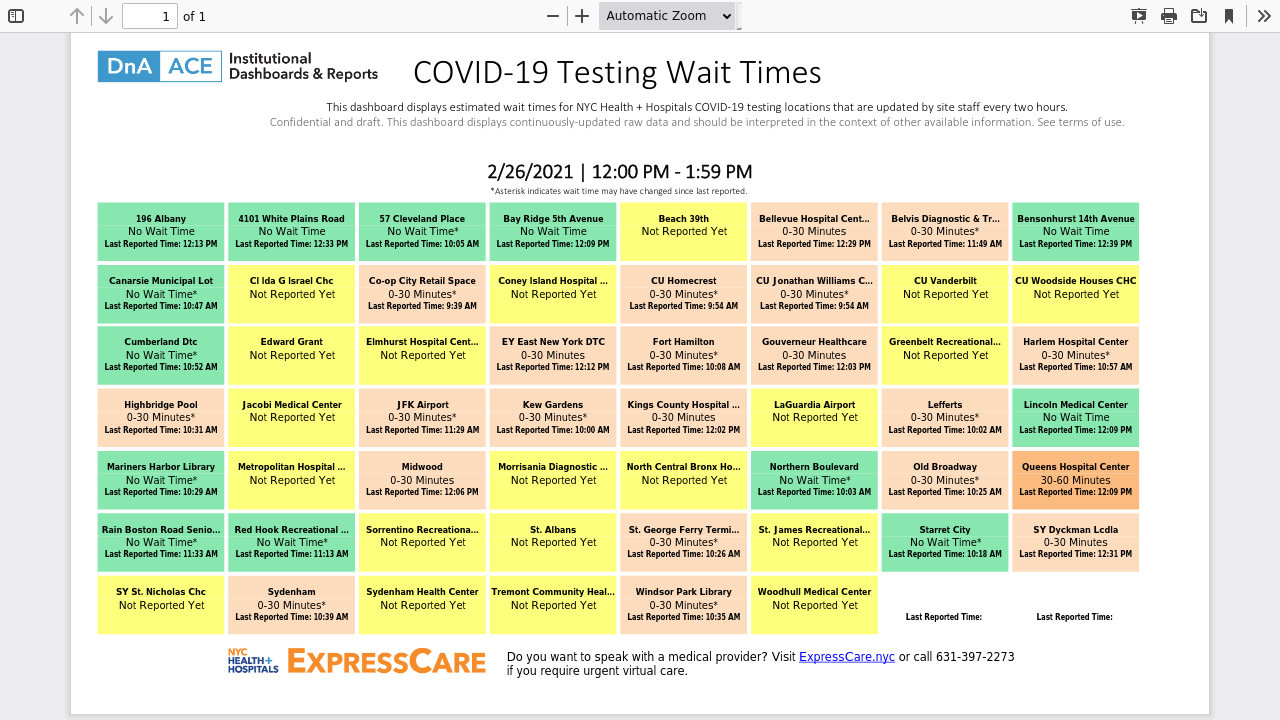 1 of 1
Automatic Zoom
DnA ACE Institutional
Dashboards & Reports
COVID-19 Testing Wait Times
This dashboard displays estimated wait times for NYC Health + Hospitals COVID-19 testing locations that are updated by site staff every two hours.
Confidential and draft. This dashboard displays continuously-updated raw data and should be interpreted in the context of other available information. See terms of use.
2/26/2021 | 12:00 PM - 1:59 PM
*Asterisk indicates wait time may have changed since last reported.
196 Albany
No Wait Time
Last Reported Time: 12:13 PM
4101 White Plains Road
No Wait Time
Last Reported Time: 12:33 PM
57 Cleveland Place
No Wait Time*
Last Reported Time: 10:05 AM
Bay Ridge 5th Avenue
No Wait Time
Last Reported Time: 12:09 PM
Beach 39th
Not Reported Yet
Bellevue Hospital Cent...
0-30 Minutes
Last Reported Time: 12:29 PM
Belvis Diagnostic & Tr...
0-30 Minutes*
Last Reported Time: 11:49 AM
Bensonhurst 14th Avenue
No Wait Time
Last Reported Time: 12:39 PM
Canarsie Municipal Lot
No Wait Time*
Last Reported Time: 10:47 AM
Cl Ida G Israel Chc
Not Reported Yet
Co-op City Retail Space
0-30 Minutes*
Last Reported Time: 9:39 AM
Coney Island Hospital ...
Not Reported Yet
CU Homecrest
0-30 Minutes*
Last Reported Time: 9:54 AM
CU Jonathan Williams C...
0-30 Minutes*
Last Reported Time: 9:54 AM
CU Vanderbilt
Not Reported Yet
CU Woodside Houses CHC
Not Reported Yet
Cumberland Dtc
No Wait Time*
Last Reported Time: 10:52 AM
Edward Grant
Not Reported Yet
Elmhurst Hospital Cent...
Not Reported Yet
EY East New York DTC
0-30 Minutes
Last Reported Time: 12:12 PM
Fort Hamilton
0-30 Minutes*
Last Reported Time: 10:08 AM
Gouverneur Healthcare
0-30 Minutes
Last Reported Time: 12:03 PM
Greenbelt Recreational...
Not Reported Yet
Harlem Hospital Center
0-30 Minutes*
Last Reported Time: 10:57 AM
Highbridge Pool
0-30 Minutes*
Last Reported Time: 10:31 AM
Jacobi Medical Center
Not Reported Yet
JFK Airport
0-30 Minutes*
Last Reported Time: 11:29 AM
Kew Gardens
0-30 Minutes*
Last Reported Time: 10:00 AM
Kings County Hospital ...
0-30 Minutes
Last Reported Time: 12:02 PM
LaGuardia Airport
Not Reported Yet
Lefferts
0-30 Minutes*
Last Reported Time: 10:02 AM
Lincoln Medical Center
No Wait Time
Last Reported Time: 12:09 PM
Mariners Harbor Library
No Wait Time*
Last Reported Time: 10:29 AM
Metropolitan Hospital ...
Not Reported Yet
Midwood
0-30 Minutes
Last Reported Time: 12:06 PM
Morrisania Diagnostic ...
Not Reported Yet
North Central Bronx Ho...
Not Reported Yet
Northern Boulevard
No Wait Time*
Last Reported Time: 10:03 AM
Old Broadway
0-30 Minutes*
Last Reported Time: 10:25 AM
Queens Hospital Center
30-60 Minutes
Last Reported Time: 12:09 PM
Rain Boston Road Senio...
No Wait Time*
Last Reported Time: 11:33 AM
Red Hook Recreational ...
No Wait Time*
Last Reported Time: 11:13 AM
Sorrentino Recreationa...
Not Reported Yet
St. Albans
Not Reported Yet
St. George Ferry Termi...
0-30 Minutes*
Last Reported Time: 10:26 AM
St. James Recreational...
Not Reported Yet
Starret City
No Wait Time*
Last Reported Time: 10:18 AM
SY Dyckman Lcdla
0-30 Minutes
Last Reported Time: 12:31 PM
SY St. Nicholas Chc
Not Reported Yet
Sydenham
0-30 Minutes*
Last Reported Time: 10:39 AM
Sydenham Health Center
Not Reported Yet
Tremont Community Heal...
Not Reported Yet
Windsor Park Library
0-30 Minutes*
Last Reported Time: 10:35 AM
Woodhull Medical Center
Not Reported Yet
Last Reported Time:
Last Reported Time:
NYC
HEALTH+
HOSPITALS
EXPRESSCARE
Do you want to speak with a medical provider? Visit ExpressCare.nyc or call 631-397-2273
if you require urgent virtual care.